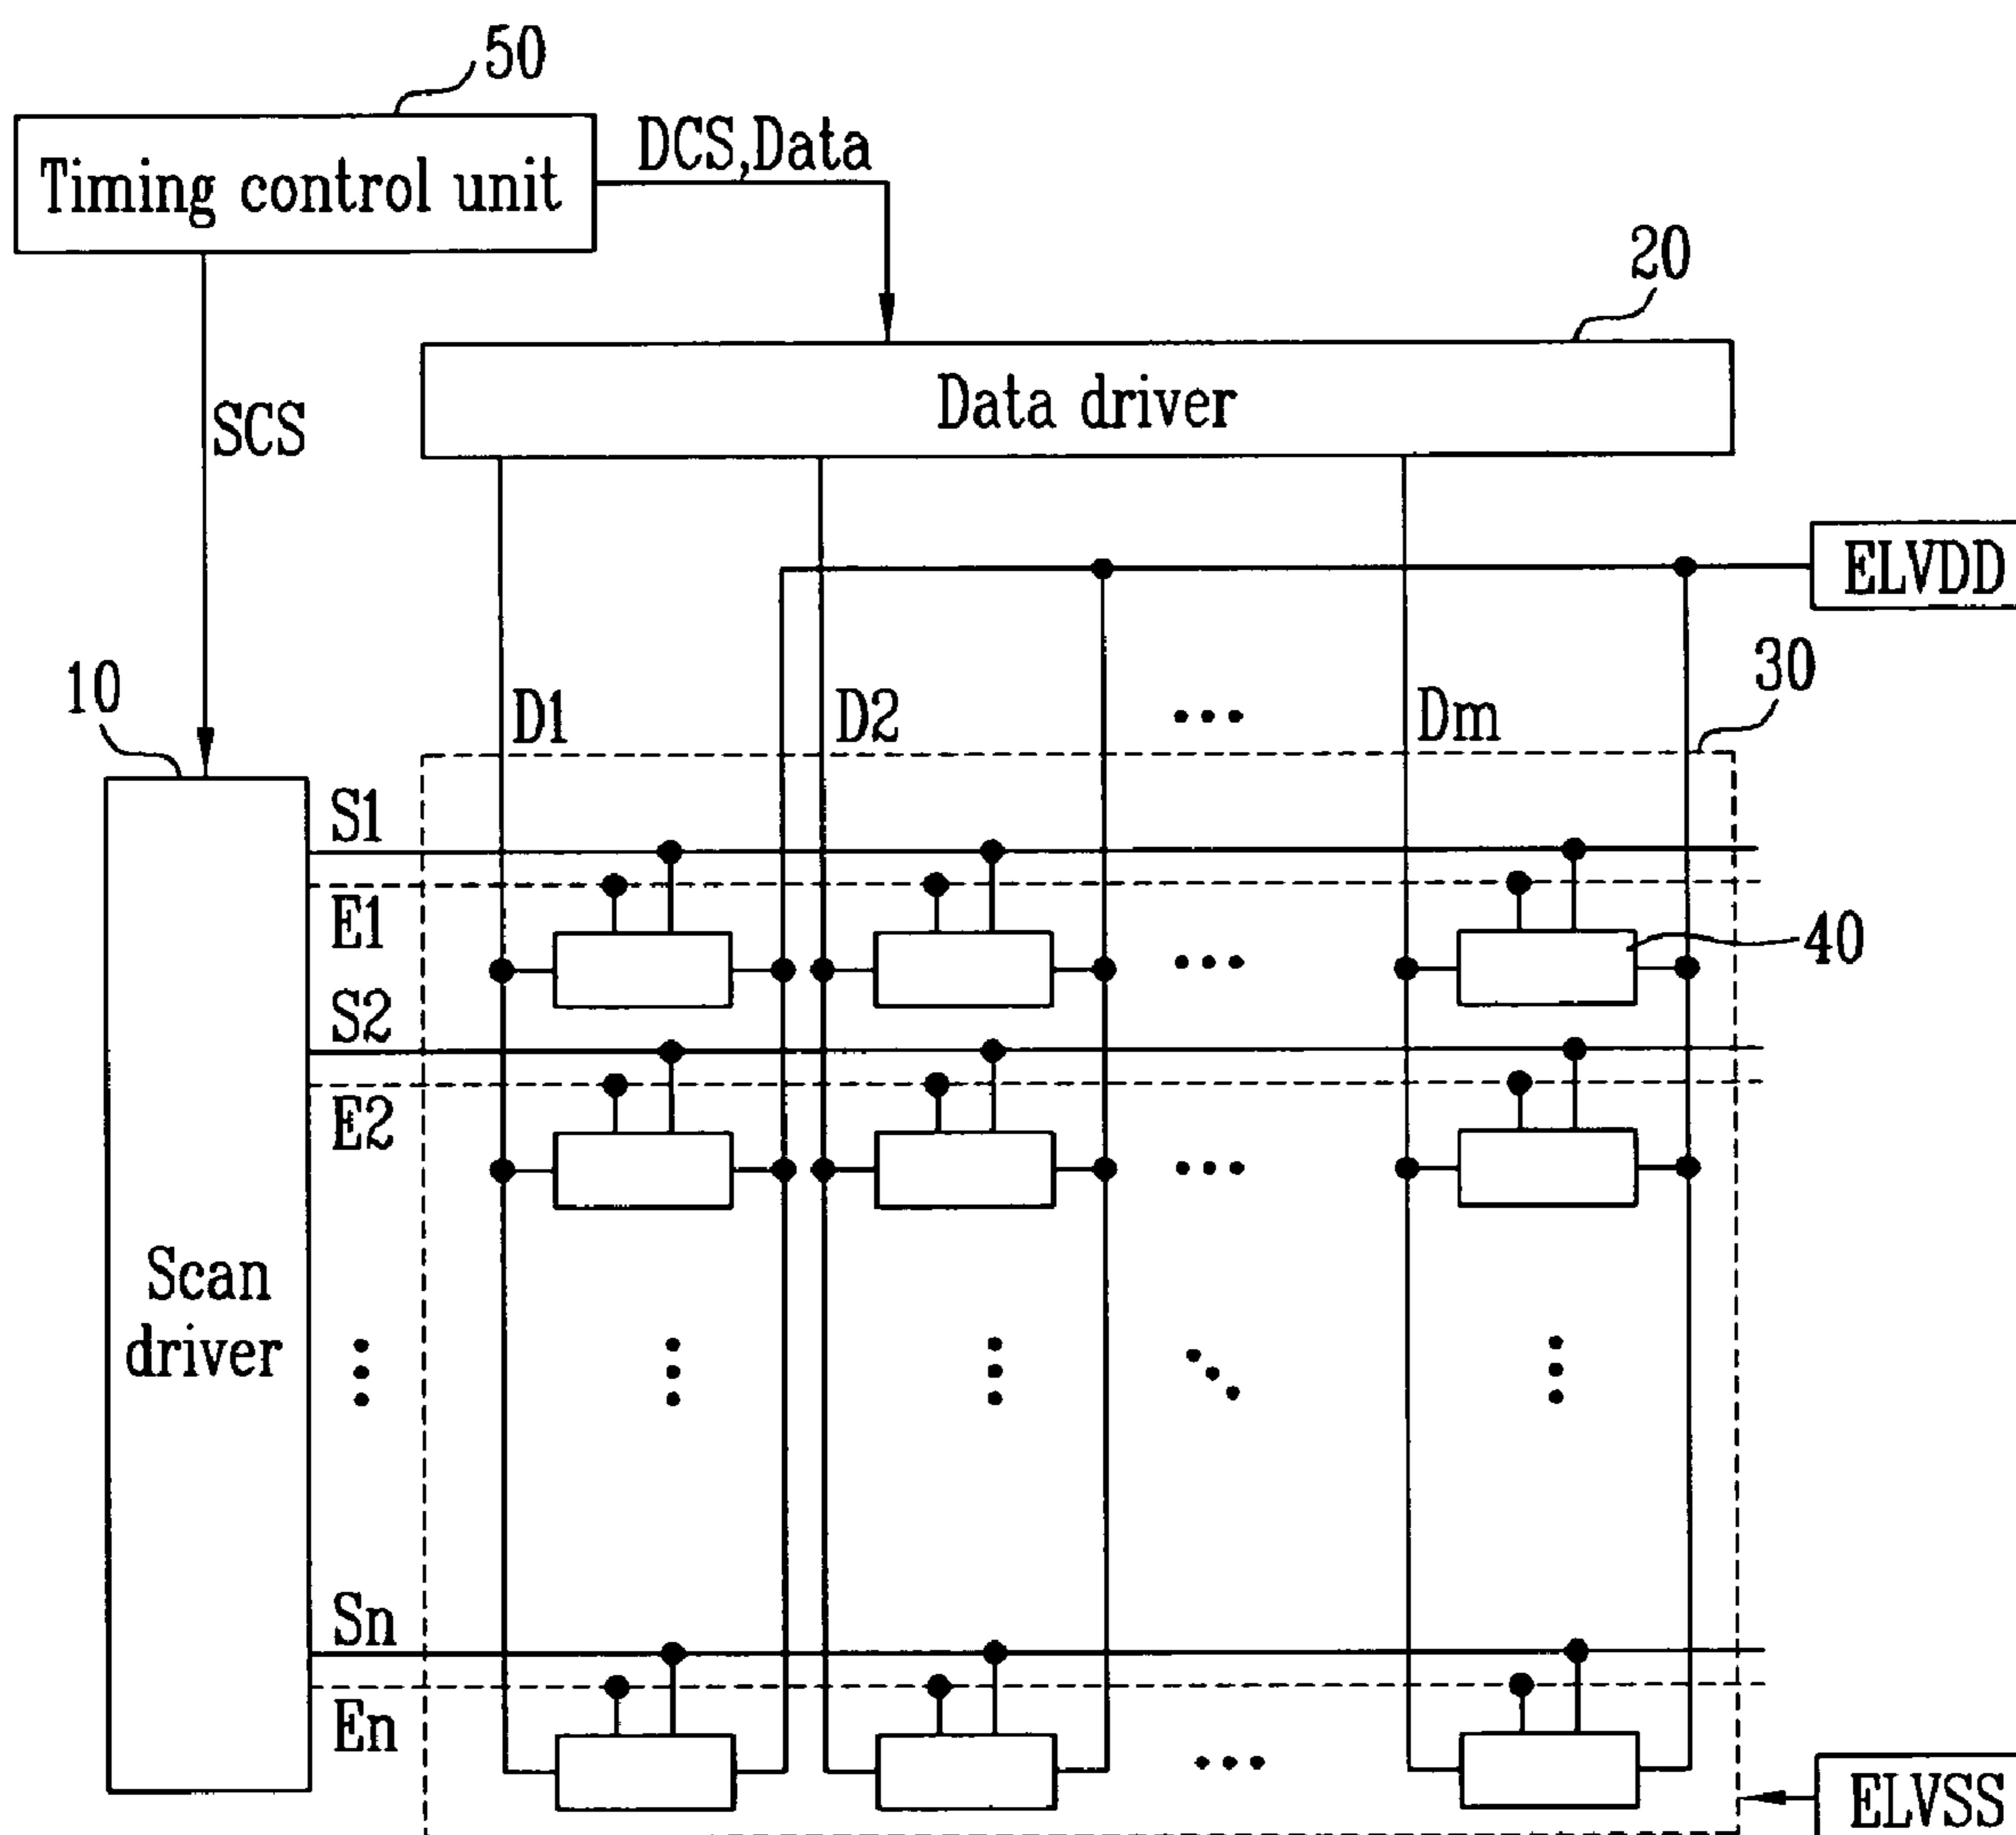 50
Timing control unit
DCS,Data
20
Data driver
SCS
ELVDD
30
10
D1
D2
...
Dm
S1
E1
...
40
S2
E2
...
Scan
driver
Sn
En
...
ELVSS